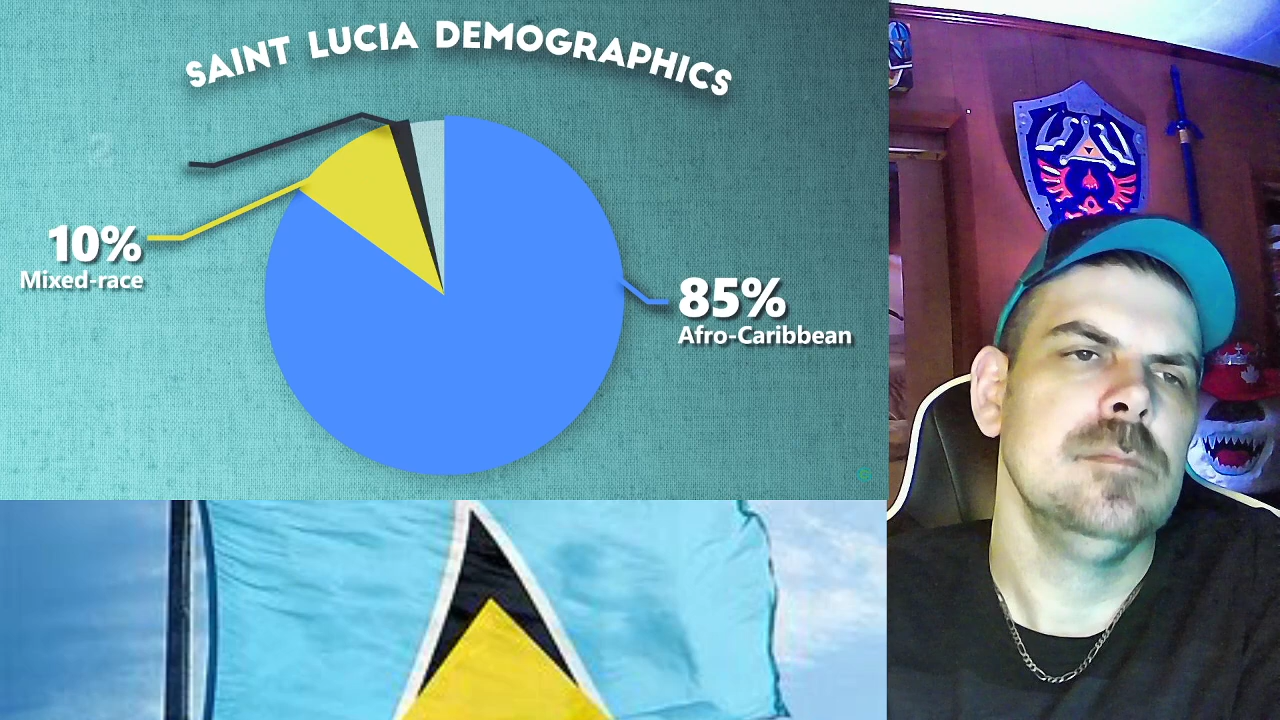 SAINT LUCIA DEMOGRAPHICS
10%
Mixed-race
85%
Afro-Caribbean